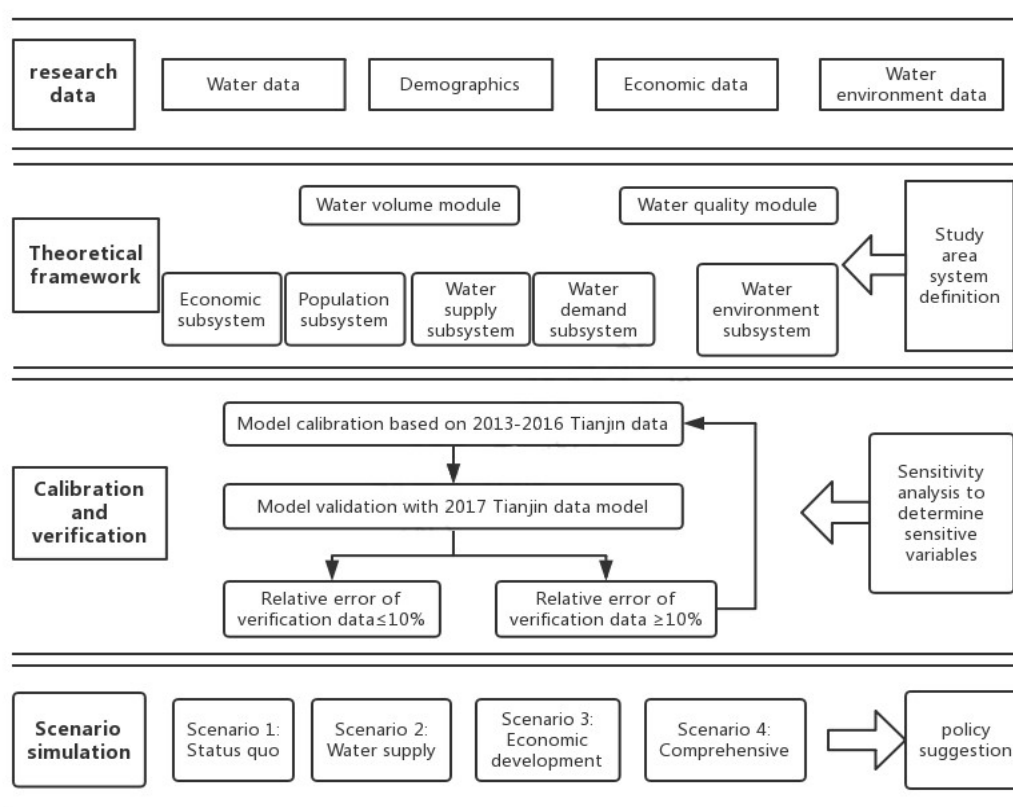 research
data
Water data
Demographics
Economic data
Water
environment data
Theoretical
framework
Water volume module
Water quality module
Economic
subsystem
Population
subsystem
Water
supply
subsystem
Water
demand
subsystem
Water
environment
subsystem
Study
area
system
definition
Calibration
and
verification
Model calibration based on 2013-2016 Tianjin data
Model validation with 2017 Tianjin data model
Relative error of
verification data≤10%
Relative error of
verification data ≥10%
Sensitivity
analysis to
determine
sensitive
variables
Scenario
simulation
Scenario 1:
Status quo
Scenario 2:
Water supply
Scenario 3:
Economic
development
Scenario 4:
Comprehensive
policy
suggestion